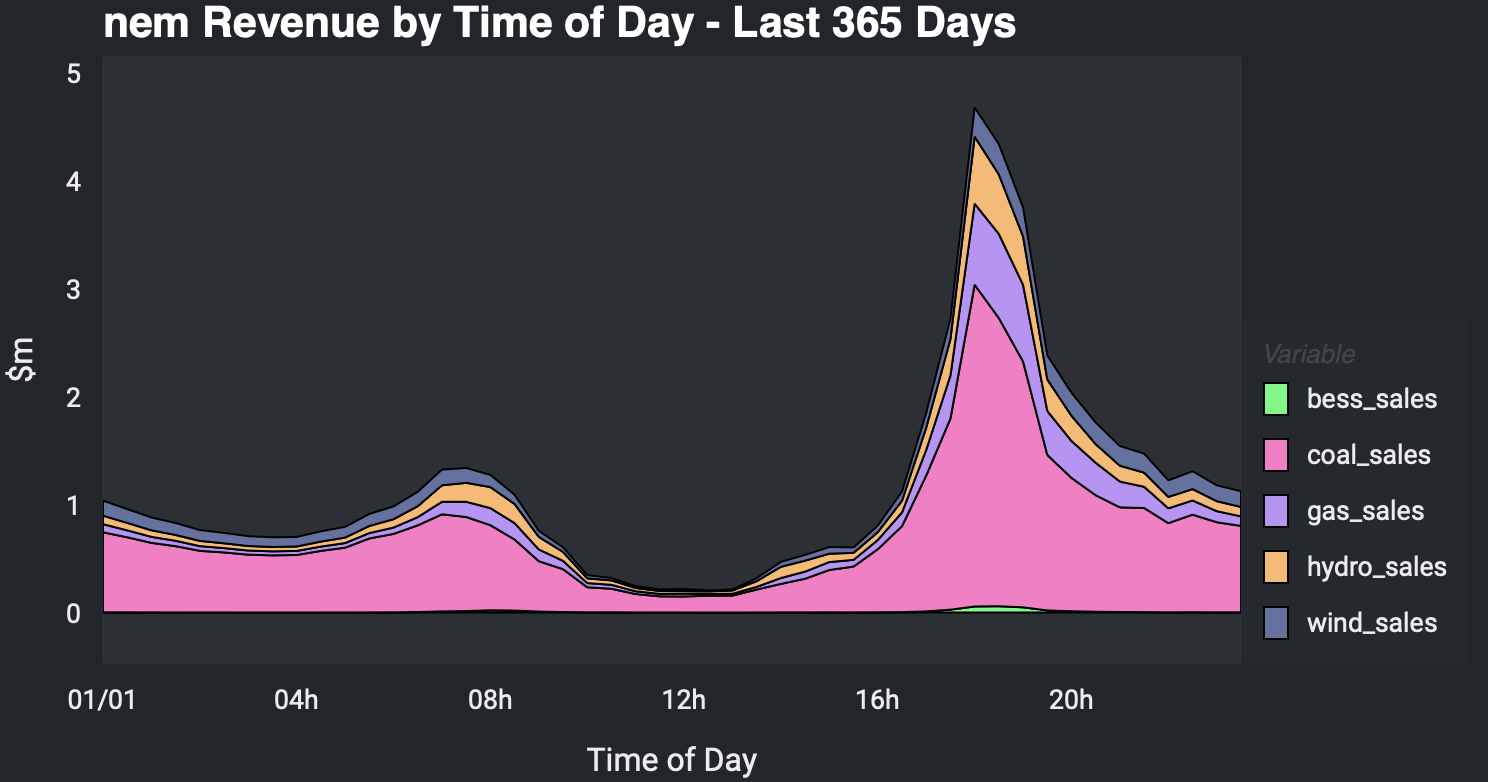 nem Revenue by Time of Day - Last 365 Days
5
4
3
2
1
0
$m
01/01 04h 08h 12h 16h 20h
Time of Day
Variable
bess_sales
coal_sales
gas_sales
hydro_sales
wind_sales